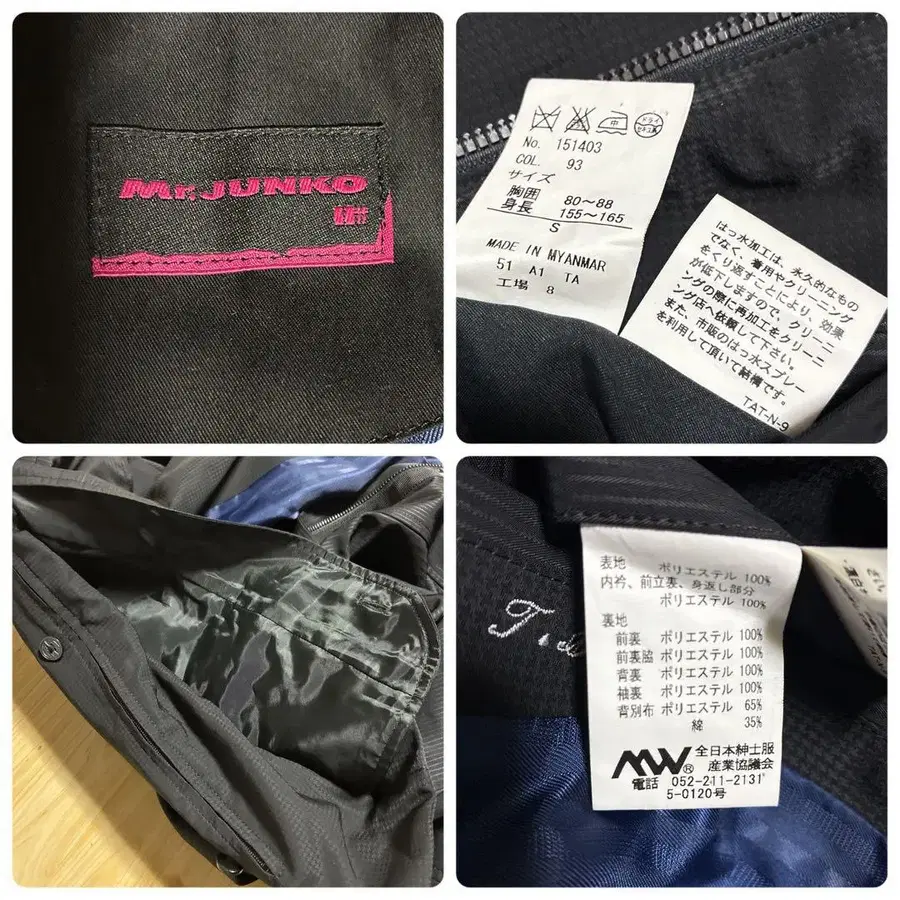 Mr.JUNKO
ドライ
セキユ系
中
No. 151403
COL. 93
サイズ
胸囲 80～88
身長 155～165
S
MADE IN MYANMAR
51 A1 TA
工場 8
はっ水加工は、永久的なもの
でなく、着用やクリーニング
をくり返すことにより、効果
が低下しますので、クリーニ
ングの際に再加工をクリーニ
ング店へ依頼して下さい。
また、市販のはっ水スプレー
を利用して頂いて結構です。
TAT-N-9
表地 ポリエステル 100%
内衿、前立裏、身返し部分
ポリエステル 100%
裏地
前裏 ポリエステル 100%
前裏脇 ポリエステル 100%
背裏 ポリエステル 100%
袖裏 ポリエステル 100%
背別布 ポリエステル 65%
綿 35%
MW® 全日本紳士服
産業協議会
電話 052-211-2131
5-0120号